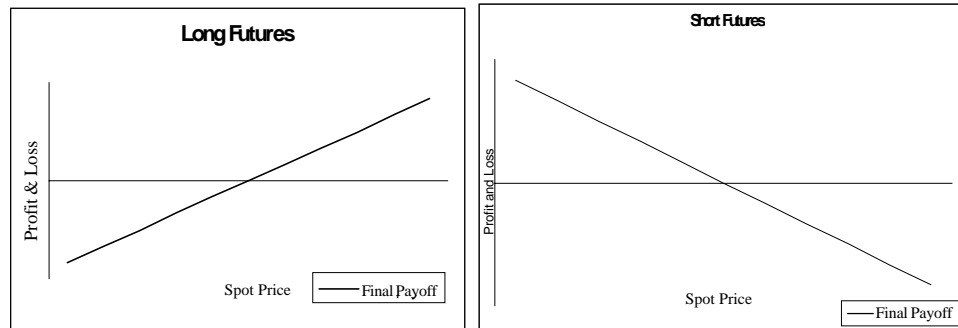 Long Futures
Profit & Loss
Spot Price
Final Payoff
Short Futures
Profit and Loss
Spot Price
Final Payoff